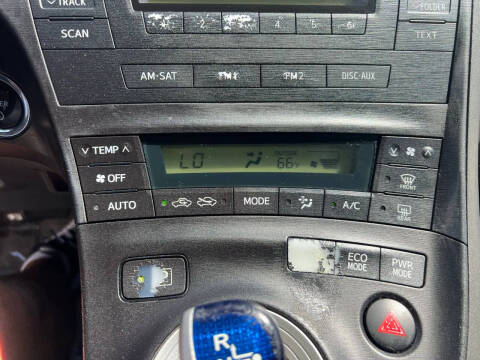 TRACK
FOLDER
4 5 6
SCAN
TEXT
AM·SAT FM1 FM2 DISC·AUX
TEMP
LO OUTSIDE 66°F
OFF
FRONT
AUTO MODE A/C
REAR
ECO MODE
PWR MODE
R